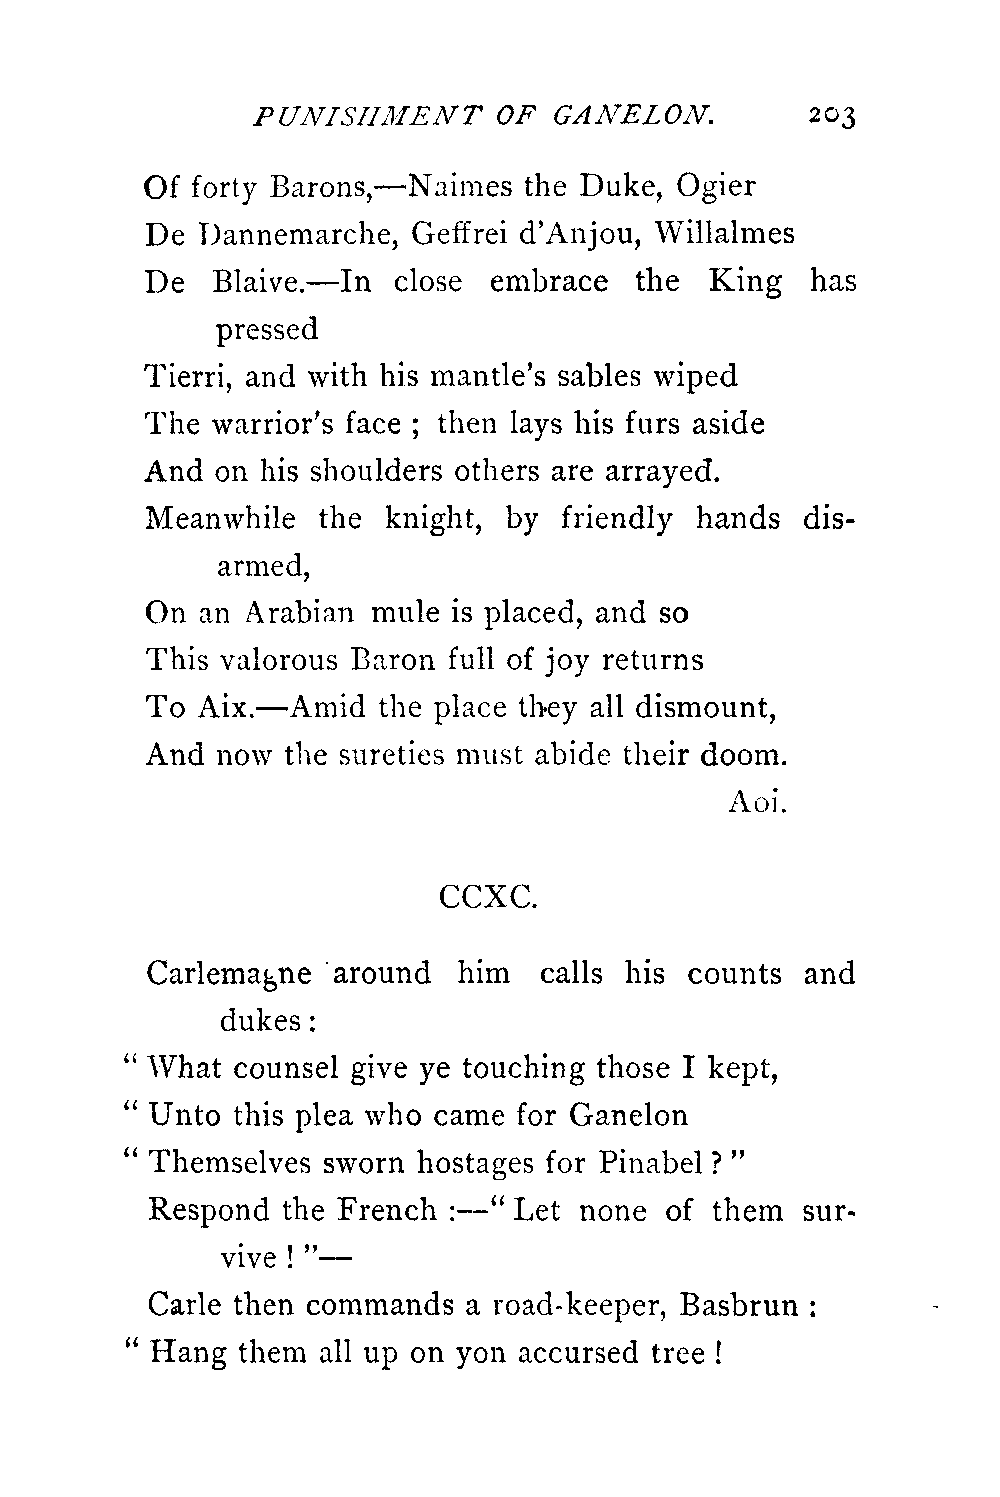 PUNISHMENT OF GANELON. 203
Of forty Barons,—Naimes the Duke, Ogier
De Dannemarche, Geffrei d'Anjou, Willalmes
De Blaive.—In close embrace the King has
pressed
Tierri, and with his mantle's sables wiped
The warrior's face ; then lays his furs aside
And on his shoulders others are arrayed.
Meanwhile the knight, by friendly hands dis-
armed,
On an Arabian mule is placed, and so
This valorous Baron full of joy returns
To Aix.—Amid the place they all dismount,
And now the sureties must abide their doom.
Aoi.
CCXC.
Carlemagne around him calls his counts and
dukes :
" What counsel give ye touching those I kept,
" Unto this plea who came for Ganelon
" Themselves sworn hostages for Pinabel ? "
Respond the French :—" Let none of them sur-
vive ! "—
Carle then commands a road-keeper, Basbrun :
" Hang them all up on yon accursed tree !